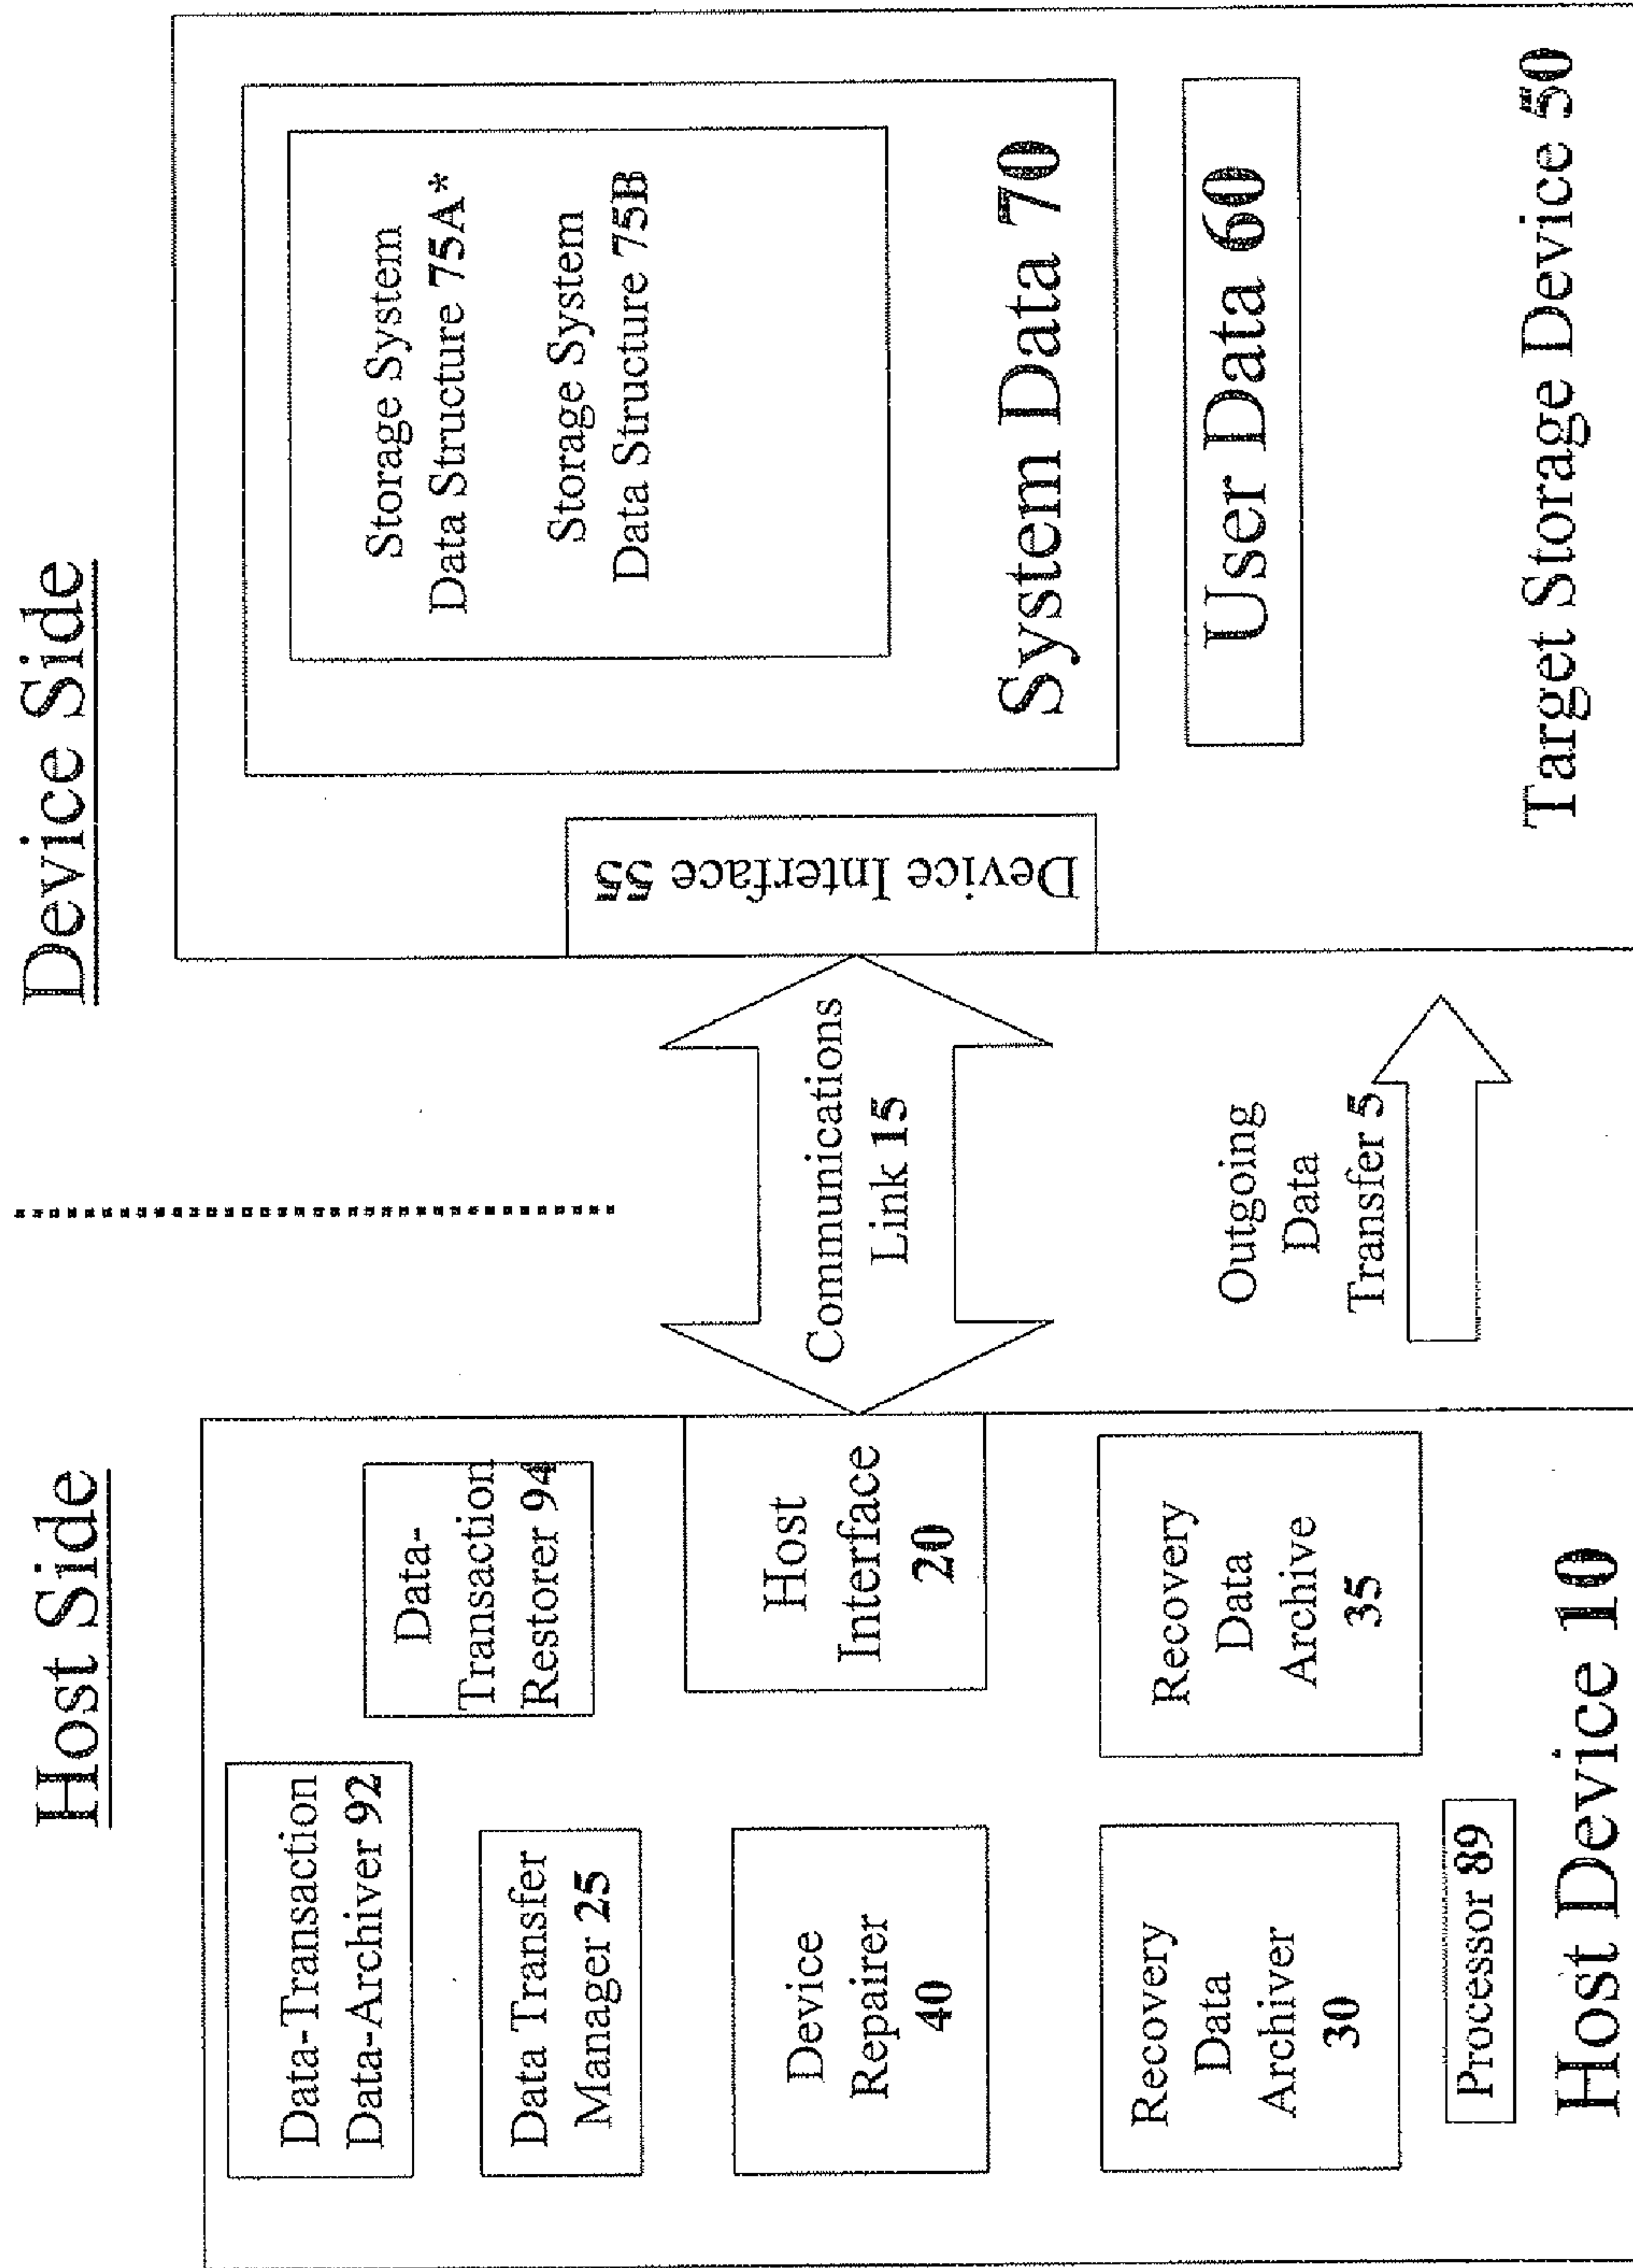 Host Side
Data-Transaction
Data-Archiver 92
Data-
Transaction
Restorer 94
Data Transfer
Manager 25
Device
Repairer
40
Host
Interface
20
Recovery
Data
Archiver
30
Recovery
Data
Archive
35
Processor 89
Host Device 10
Communications
Link 15
Outgoing
Data
Transfer 5
Device Side
Device Interface 55
Storage System
Data Structure 75A*
Storage System
Data Structure 75B
System Data 70
User Data 60
Target Storage Device 50